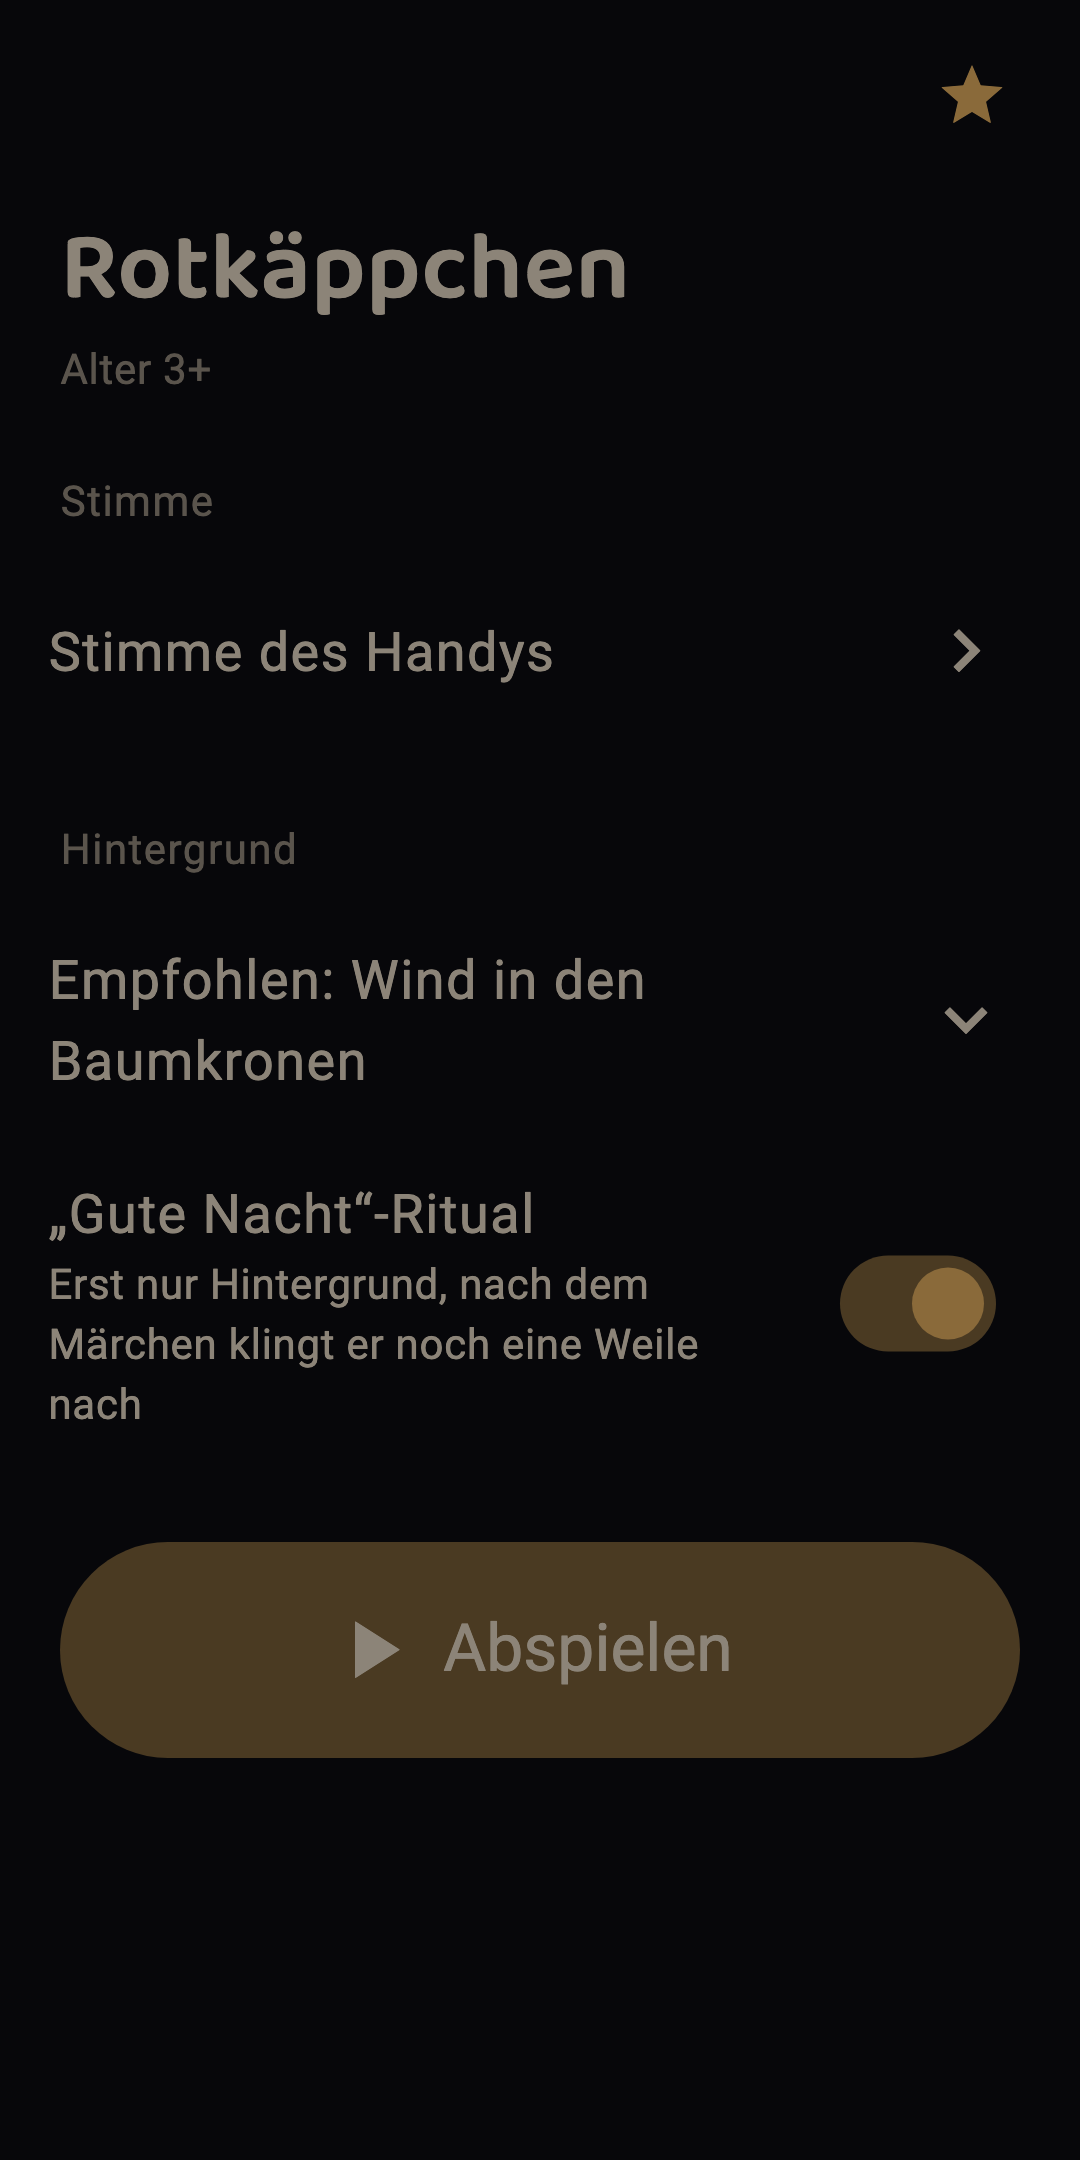 Rotkäppchen
Alter 3+
Stimme
Stimme des Handys
Hintergrund
Empfohlen: Wind in den
Baumkronen
„Gute Nacht“-Ritual
Erst nur Hintergrund, nach dem
Märchen klingt er noch eine Weile
nach
Abspielen